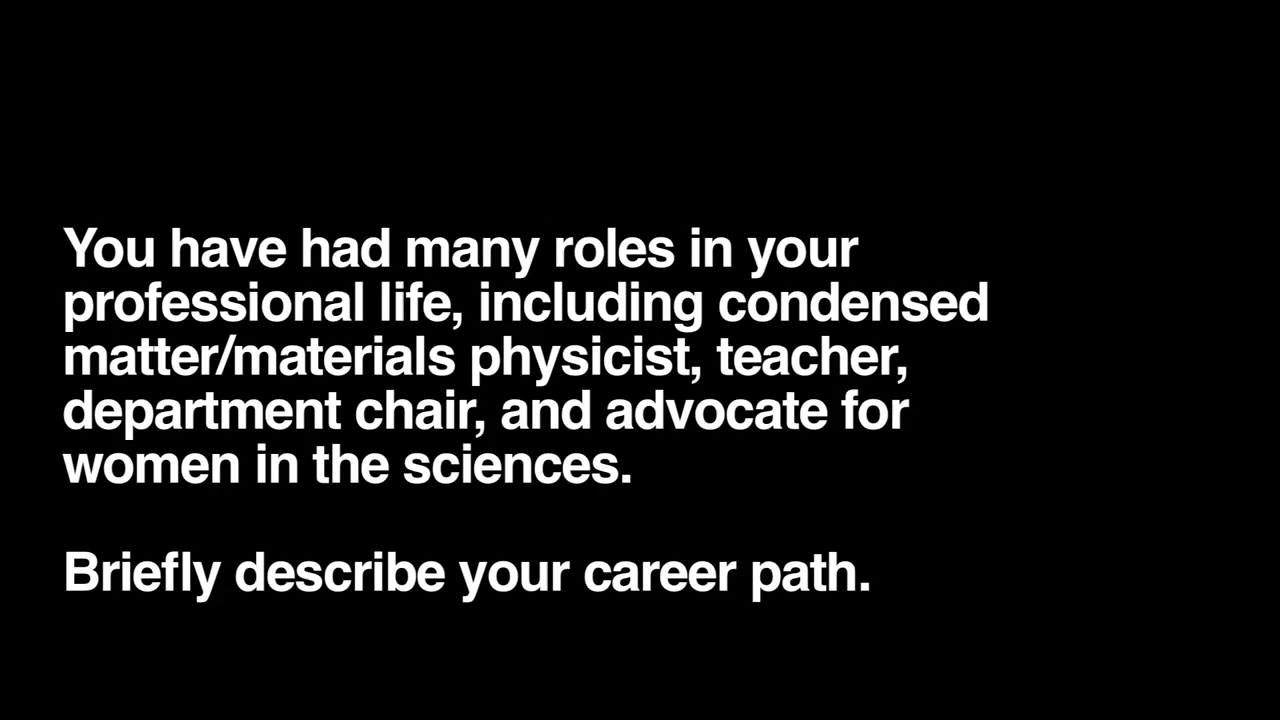 You have had many roles in your
professional life, including condensed
matter/materials physicist, teacher,
department chair, and advocate for
women in the sciences.
Briefly describe your career path.